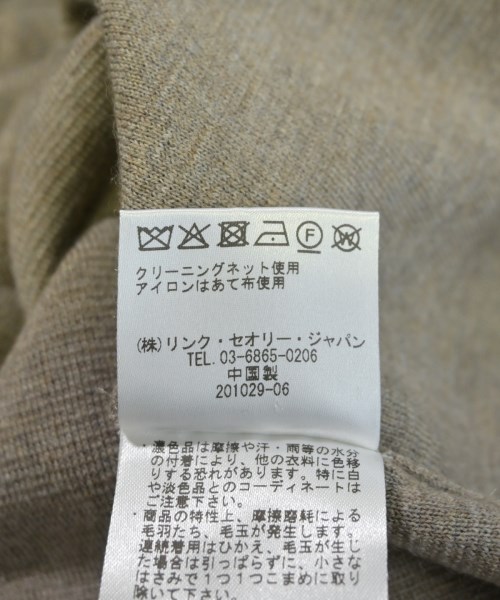 クリーニングネット使用
アイロンはあて布使用
(株)リンク・セオリー・ジャパン
TEL. 03-6865-0206
中国製
201029-06
・濃色品は摩擦や汗・雨等の水分
の付着により、他の衣料に色移
りする恐れがあります。特に白
や淡色品とのコーディネートは
ご注意下さい。
・商品の特性上、摩擦磨耗による
毛羽たち、毛玉が発生します。
連続着用はひかえ、毛玉が生じ
た場合は引っぱらずに、小さな
はさみで1つ1つこまめに取り
除いて下さい。